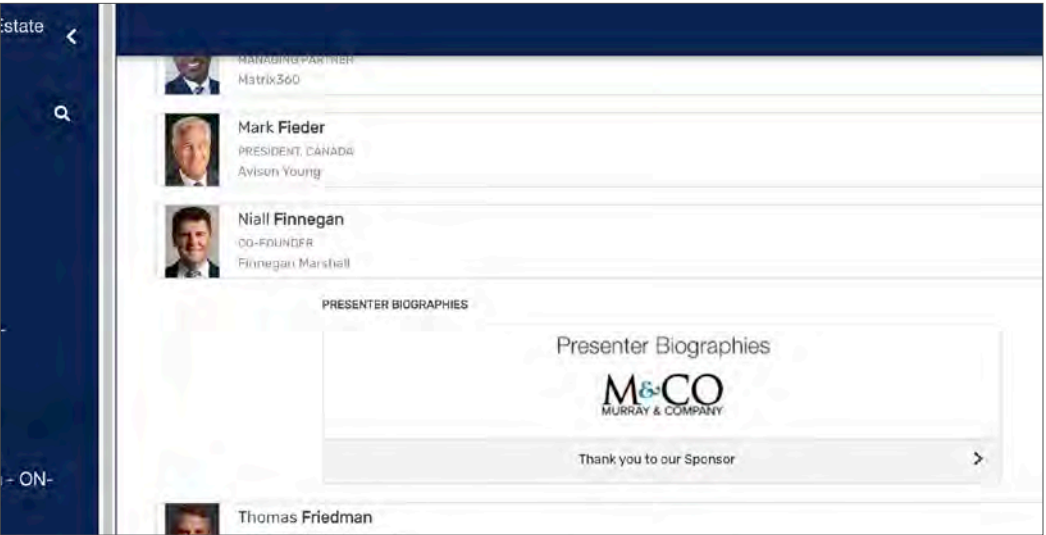 Estate
MANAGING PARTNER
Matrix360
Mark Fieder
PRESIDENT, CANADA
Avison Young
Niall Finnegan
CO-FOUNDER
Finnegan Marshall
PRESENTER BIOGRAPHIES
Presenter Biographies
M&CO
MURRAY & COMPANY
Thank you to our Sponsor
- ON-
Thomas Friedman